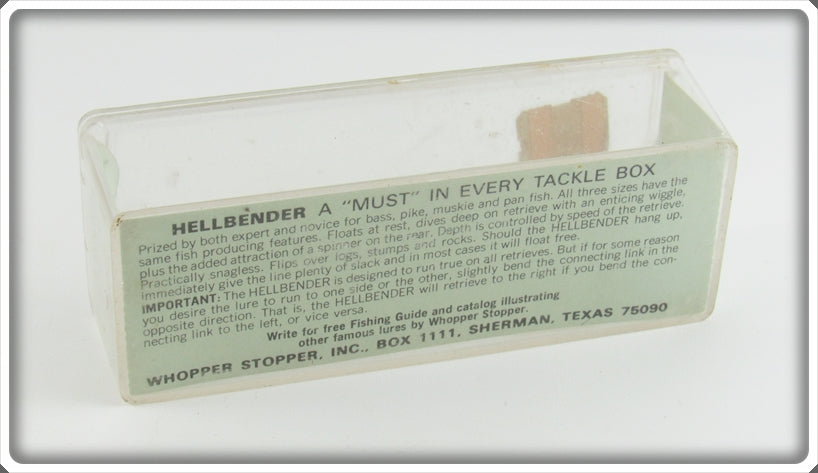 HELLBENDER A "MUST" IN EVERY TACKLE BOX
Prized by both expert and novice for bass, pike, muskie and pan fish. All three sizes have the
same fish producing features. Floats at rest, dives deep on retrieve with an enticing wiggle,
plus the added attraction of a spinner on the rear. Depth is controlled by speed of the retrieve.
Practically snagless. Flips over logs, stumps and rocks. Should the HELLBENDER hang up,
immediately give the line plenty of slack and in most cases it will float free.
IMPORTANT: The HELLBENDER is designed to run true on all retrieves. But if for some reason
you desire the lure to run to one side or the other, slightly bend the connecting link in the
opposite direction. That is, the HELLBENDER will retrieve to the right if you bend the con-
necting link to the left, or vice versa.
Write for free Fishing Guide and catalog illustrating
other famous lures by Whopper Stopper.
WHOPPER STOPPER, INC., BOX 1111, SHERMAN, TEXAS 75090